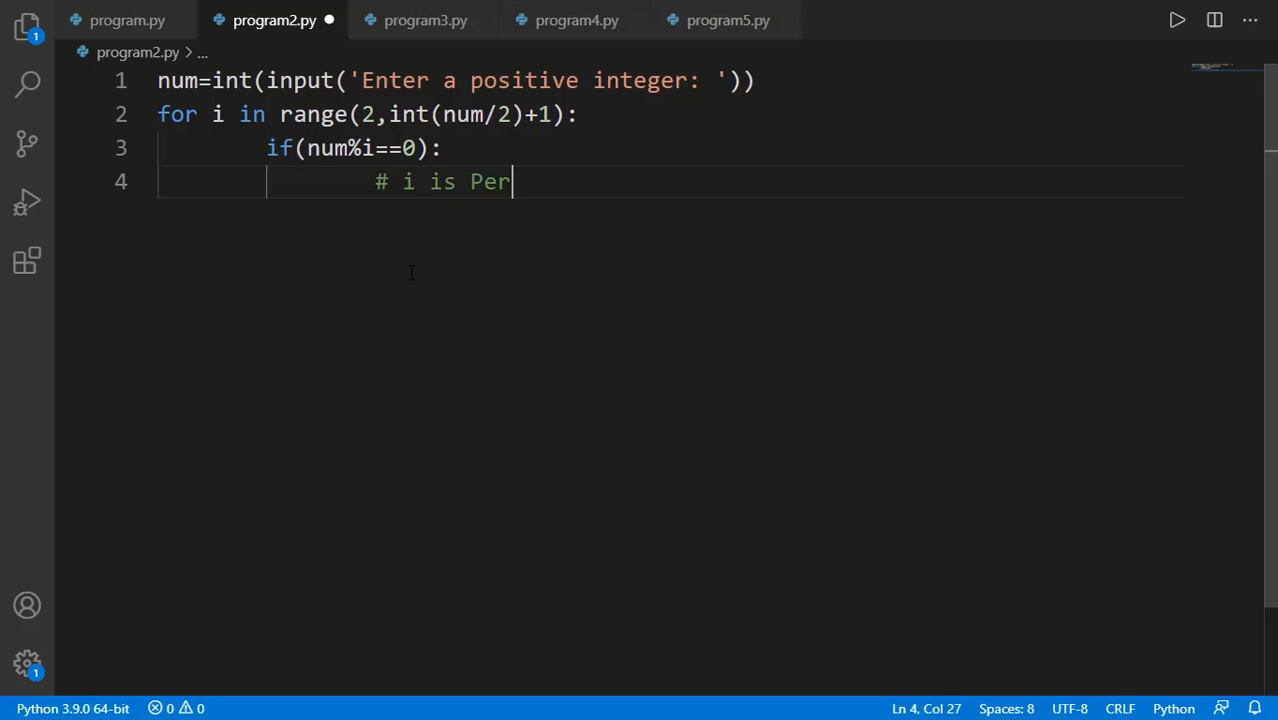 program.py program2.py program3.py program4.py program5.py
program2.py > ...
1 num=int(input('Enter a positive integer: '))
2 for i in range(2,int(num/2)+1):
3 if(num%i==0):
4 # i is Per
1
1
Python 3.9.0 64-bit 0 0 Ln 4, Col 27 Spaces: 8 UTF-8 CRLF Python